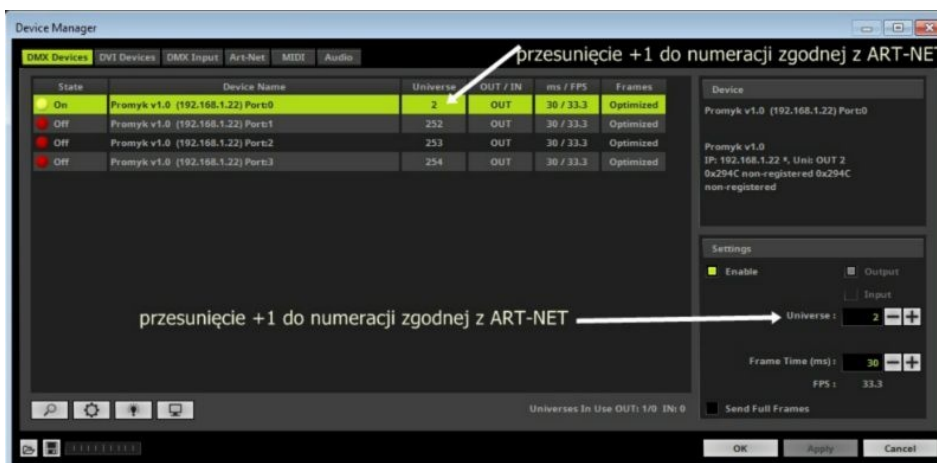 Device Manager
przesunięcie +1 do numeracji zgodnej z ART-NET
DMX Devices DVI Devices DMX Input Art-Net MIDI Audio
State Device Name Universe OUT / IN ms / FPS Frames
On Promyk v1.0 (192.168.1.22) Port:0 2 OUT 30 / 33.3 Optimized
Off Promyk v1.0 (192.168.1.22) Port:1 252 OUT 30 / 33.3 Optimized
Off Promyk v1.0 (192.168.1.22) Port:2 253 OUT 30 / 33.3 Optimized
Off Promyk v1.0 (192.168.1.22) Port:3 254 OUT 30 / 33.3 Optimized
Device
Promyk v1.0 (192.168.1.22) Port:0
Promyk v1.0
IP: 192.168.1.22 *, Uni: OUT 2
0x294C non-registered 0x294C
non-registered
Settings
Enable Output
Input
przesunięcie +1 do numeracji zgodnej z ART-NET
Universe : 2
Frame Time (ms) : 30
FPS : 33.3
Universes In Use OUT: 1/0 IN: 0
Send Full Frames
OK Apply Cancel